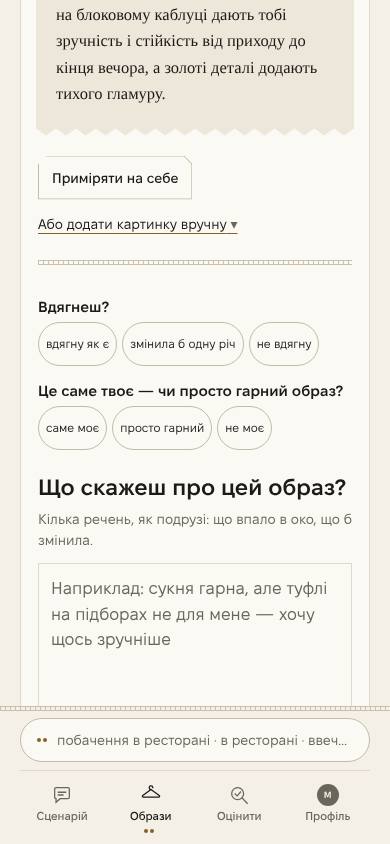 на блоковому каблуці дають тобі
зручність і стійкість від приходу до
кінця вечора, а золоті деталі додають
тихого гламуру.
Приміряти на себе
Або додати картинку вручну ▾
Вдягнеш?
вдягну як є
змінила б одну річ
не вдягну
Це саме твоє — чи просто гарний образ?
саме моє
просто гарний
не моє
Що скажеш про цей образ?
Кілька речень, як подрузі: що впало в око, що б
змінила.
Наприклад: сукня гарна, але туфлі
на підборах не для мене — хочу
щось зручніше
побачення в ресторані · в ресторані · ввеч...
Сценарій
Образи
Оцінити
М
Профіль